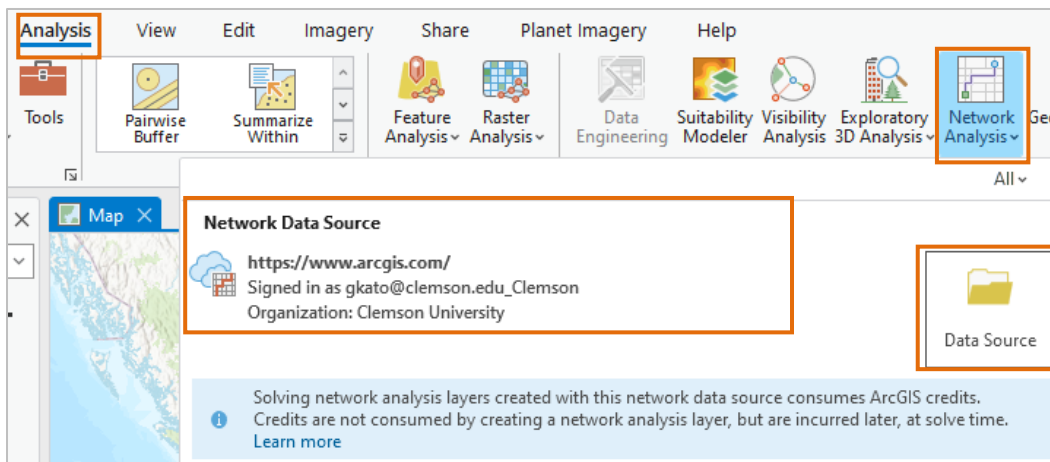 Analysis View Edit Imagery Share Planet Imagery Help
Tools Pairwise Buffer Summarize Within Feature Analysis Raster Analysis Data Engineering Suitability Modeler Visibility Analysis Exploratory 3D Analysis Network Analysis
All
Map
Network Data Source
https://www.arcgis.com/
Signed in as gkato@clemson.edu_Clemson
Organization: Clemson University
Data Source
Solving network analysis layers created with this network data source consumes ArcGIS credits.
Credits are not consumed by creating a network analysis layer, but are incurred later, at solve time.
Learn more